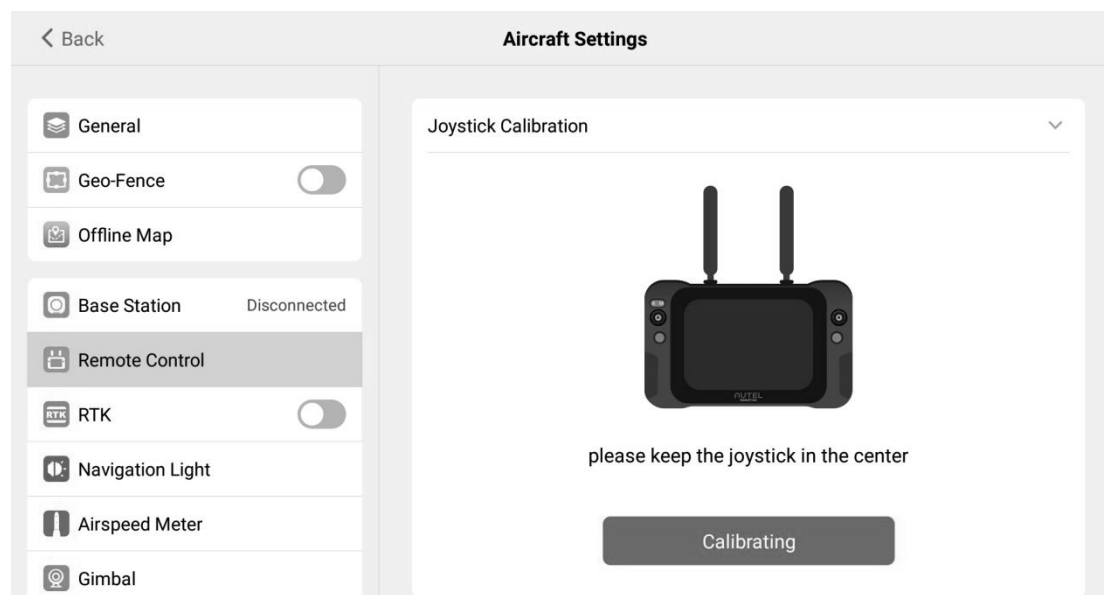 Back
Aircraft Settings
General
Geo-Fence
Offline Map
Base Station Disconnected
Remote Control
RTK RTK
Navigation Light
Airspeed Meter
Gimbal
Joystick Calibration
AUTEL
please keep the joystick in the center
Calibrating